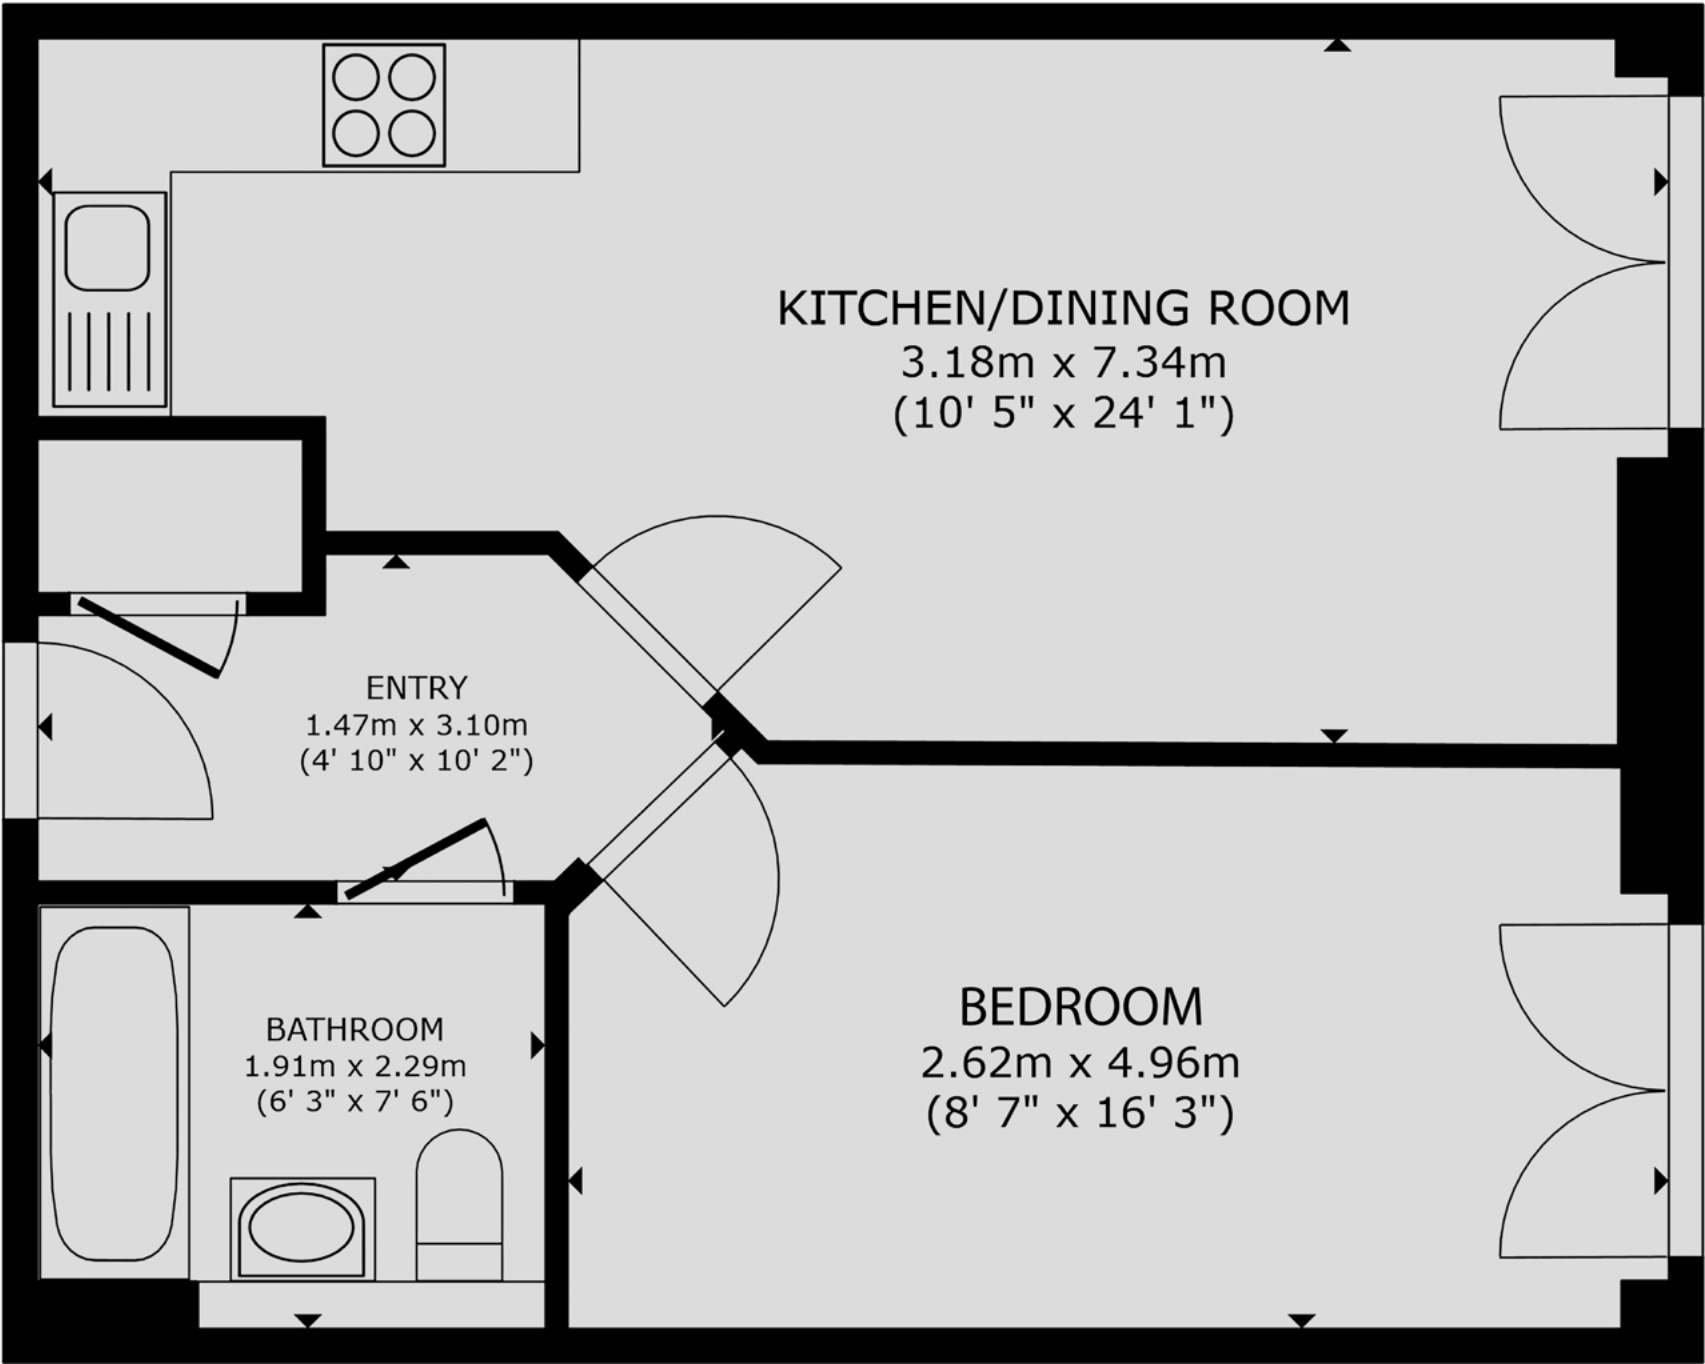 KITCHEN/DINING ROOM
3.18m x 7.34m
(10' 5" x 24' 1")
ENTRY
1.47m x 3.10m
(4' 10" x 10' 2")
BATHROOM
1.91m x 2.29m
(6' 3" x 7' 6")
BEDROOM
2.62m x 4.96m
(8' 7" x 16' 3")